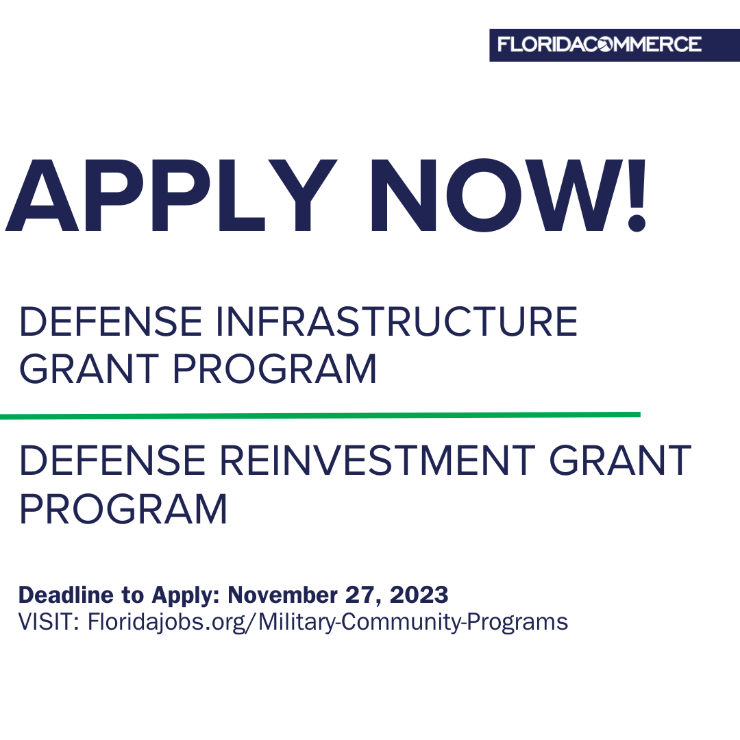 FLORIDACOMMERCE
APPLY NOW!
DEFENSE INFRASTRUCTURE
GRANT PROGRAM
DEFENSE REINVESTMENT GRANT
PROGRAM
Deadline to Apply: November 27, 2023
VISIT: Floridajobs.org/Military-Community-Programs